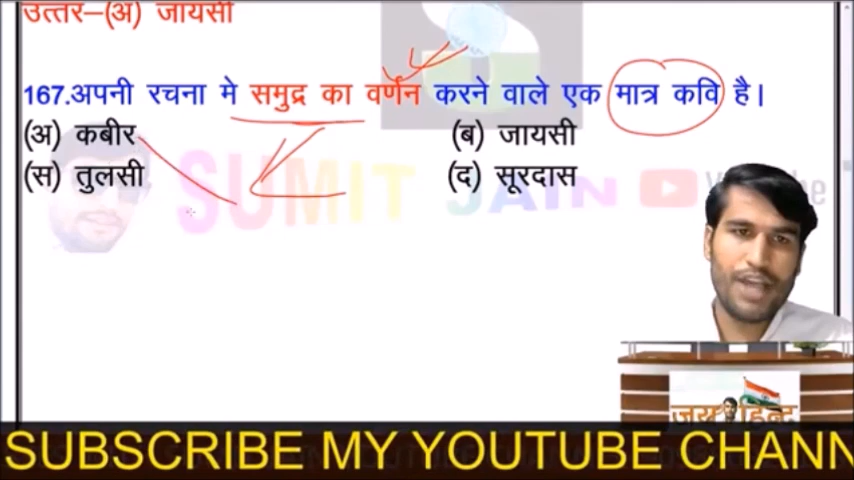 उत्तर–(अ) जायसी
167.अपनी रचना मे समुद्र का वर्णन करने वाले एक मात्र कवि है।
(अ) कबीर (ब) जायसी
(स) तुलसी (द) सूरदास
SUMIT JAIN
SUBSCRIBE MY YOUTUBE CHANN